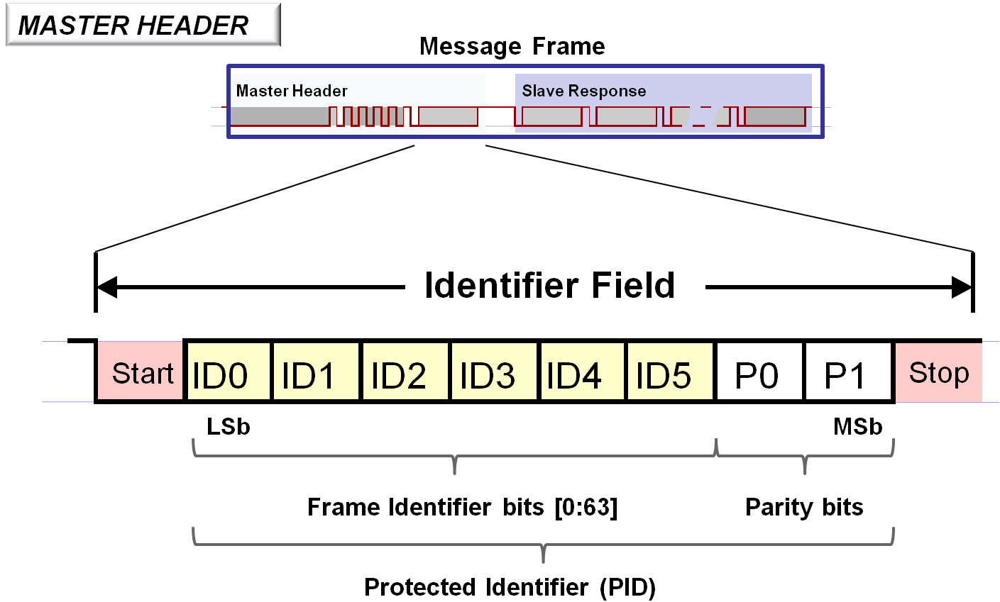 MASTER HEADER
Message Frame
Master Header
Slave Response
Identifier Field
Start ID0 ID1 ID2 ID3 ID4 ID5 P0 P1 Stop
LSb MSb
Frame Identifier bits [0:63] Parity bits
Protected Identifier (PID)